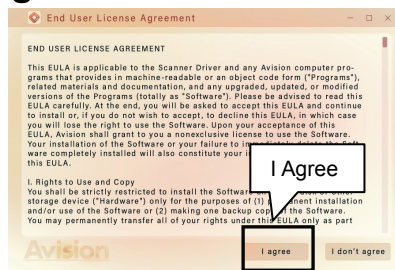 End User License Agreement
END USER LICENSE AGREEMENT
This EULA is applicable to the Scanner Driver and any Avision computer pro-
grams that provides in machine-readable or an object code form ("Programs"),
related materials and documentation, and any upgraded, updated, or modified
versions of the Programs (totally as "Software"). Please be advised to read this
EULA carefully. At the end, you will be asked to accept this EULA and continue
to install or, if you do not wish to accept, to decline this EULA, in which case
you will lose the right to use the Software. Upon your acceptance of this
EULA, Avision shall grant to you a nonexclusive license to use the Software.
Your installation of the Software or your failure to
ware completely installed will also constitute your
this EULA.
I Agree
I. Rights to Use and Copy
You shall be strictly restricted to install the Software
storage device ("Hardware") only for the purposes of (1) installation
and/or use of the Software or (2) making one backup the Software.
You may permanently transfer all of your rights under this EULA only as part
Avision
I agree
I don't agree